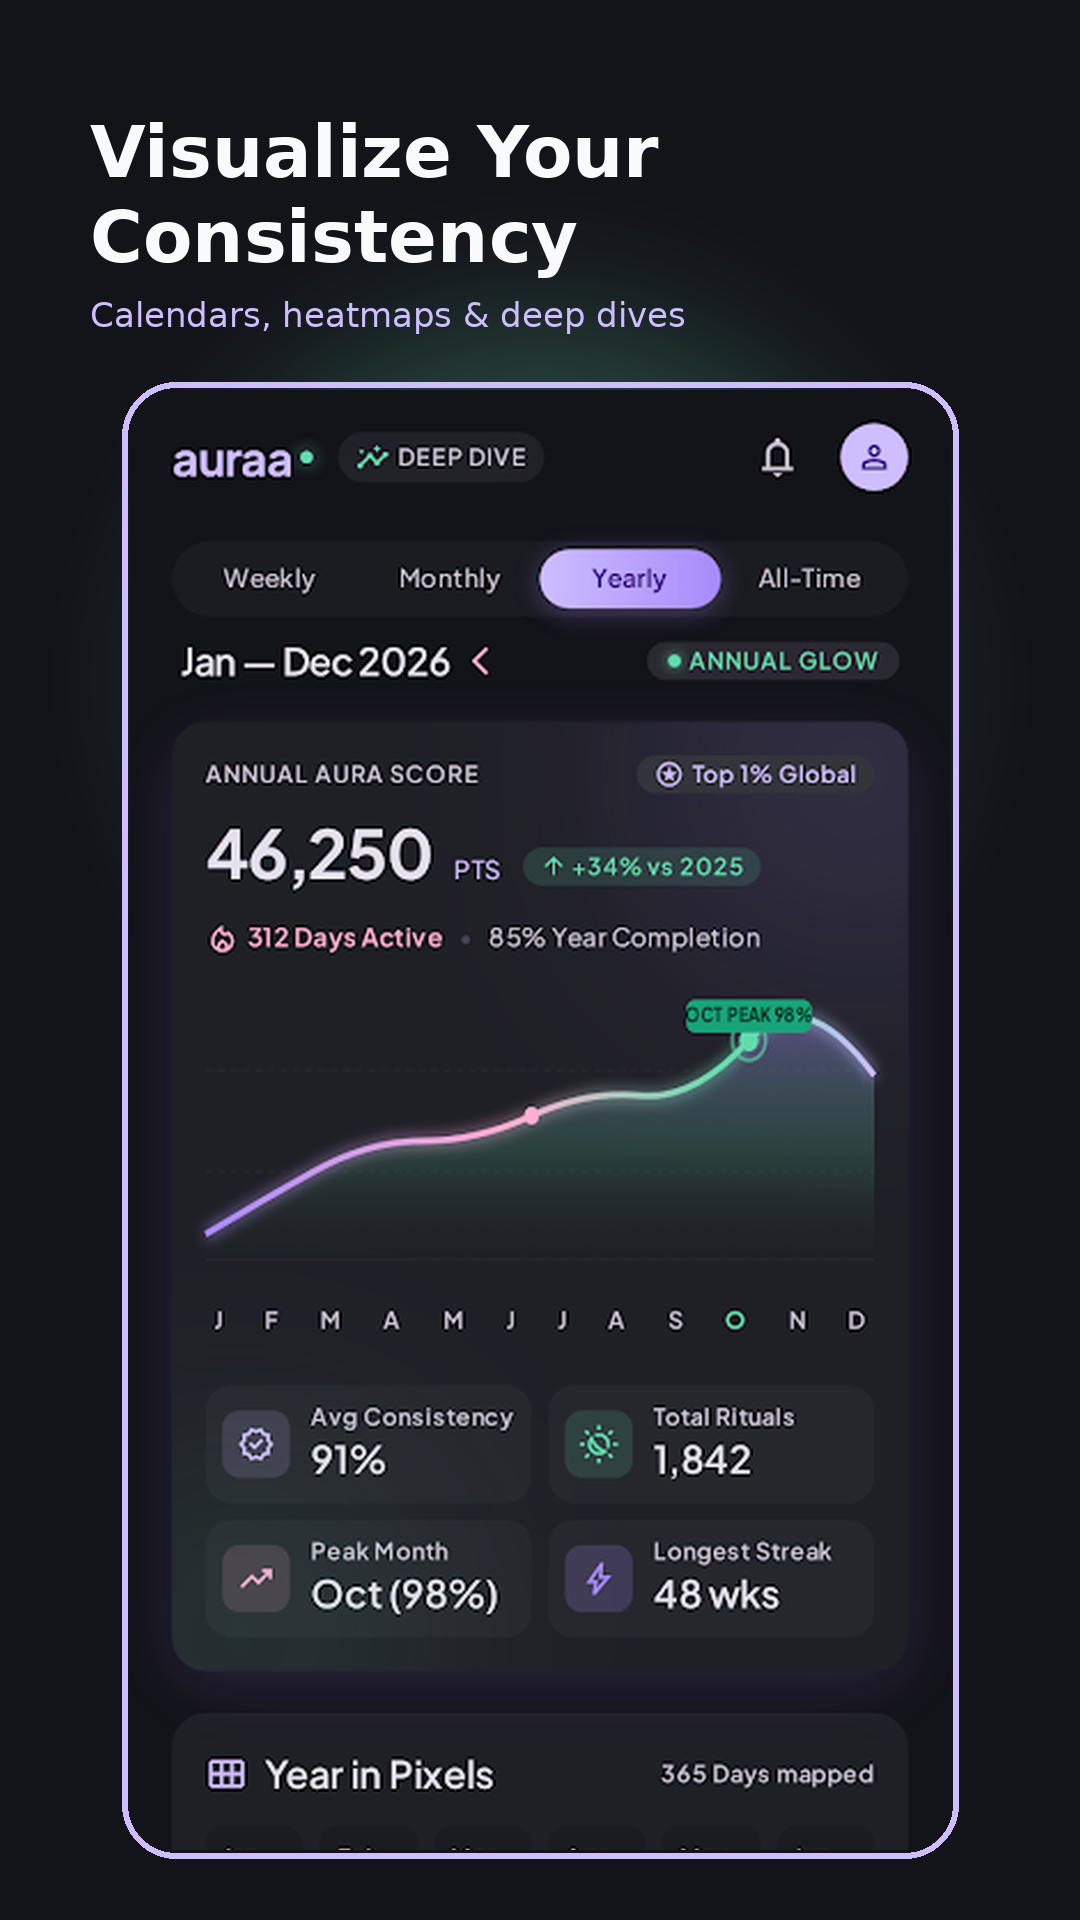 Visualize Your
Consistency
Calendars, heatmaps & deep dives
auraa
DEEP DIVE
Weekly Monthly Yearly All-Time
Jan — Dec 2026
ANNUAL GLOW
ANNUAL AURA SCORE
Top 1% Global
46,250 PTS
↑ +34% vs 2025
312 Days Active • 85% Year Completion
OCT PEAK 98%
J F M A M J J A S O N D
Avg Consistency
91%
Total Rituals
1,842
Peak Month
Oct (98%)
Longest Streak
48 wks
Year in Pixels
365 Days mapped